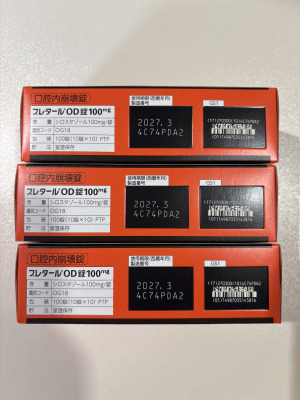 口腔内崩壊錠
プレタール®OD錠100mg
含 量 シロスタゾール100mg/錠
識別コード OG18
包 装 100錠(10錠×10) PTP
貯 法 室温保存
使用期限(西暦年月)
製造番号
2027. 3
4C74PDA2
G51
口腔内崩壊錠
プレタール®OD錠100mg
含 量 シロスタゾール100mg/錠
識別コード OG18
包 装 100錠(10錠×10) PTP
貯 法 室温保存
使用期限(西暦年月)
製造番号
2027. 3
4C74PDA2
G51
口腔内崩壊錠
プレタール®OD錠100mg
含 量 シロスタゾール100mg/錠
識別コード OG18
包 装 100錠(10錠×10) PTP
貯 法 室温保存
使用期限(西暦年月)
製造番号
2027. 3
4C74PDA2
G51